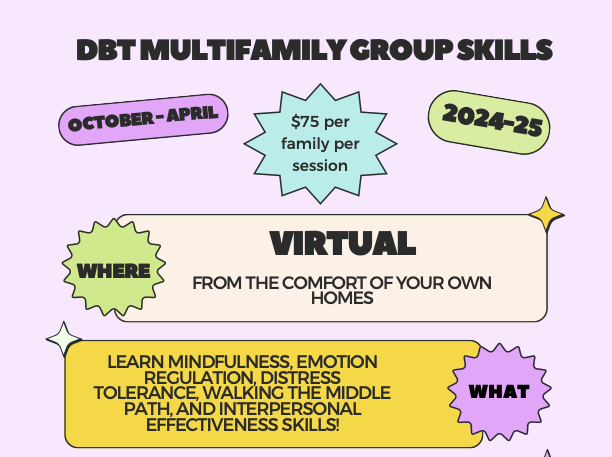 DBT MULTIFAMILY GROUP SKILLS
OCTOBER - APRIL
$75 per
family per
session
2024-25
WHERE
VIRTUAL
FROM THE COMFORT OF YOUR OWN
HOMES
LEARN MINDFULNESS, EMOTION
REGULATION, DISTRESS
TOLERANCE, WALKING THE MIDDLE
PATH, AND INTERPERSONAL
EFFECTIVENESS SKILLS!
WHAT